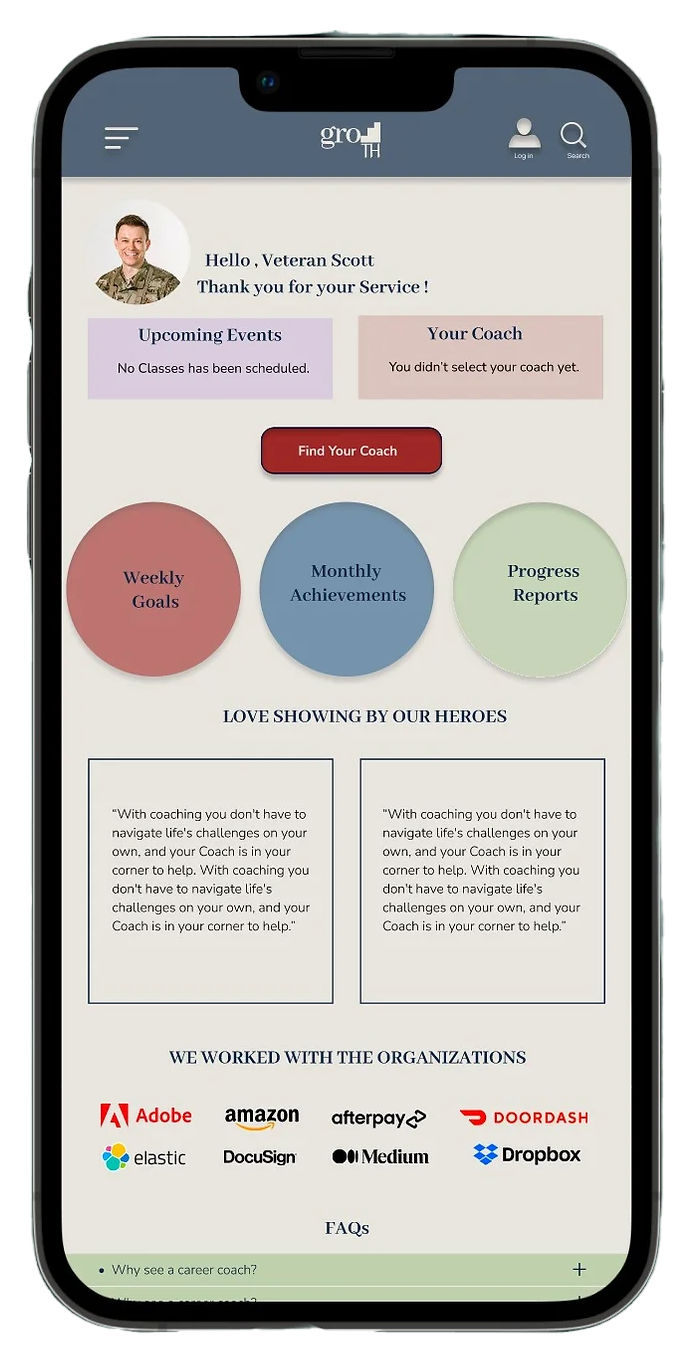 gro
TH
Log in
Search
Hello , Veteran Scott
Thank you for your Service !
Upcoming Events
No Classes has been scheduled.
Your Coach
You didn't select your coach yet.
Find Your Coach
Weekly
Goals
Monthly
Achievements
Progress
Reports
LOVE SHOWING BY OUR HEROES
“With coaching you don't have to
navigate life's challenges on your
own, and your Coach is in your
corner to help. With coaching you
don't have to navigate life's
challenges on your own, and your
Coach is in your corner to help.”
“With coaching you don't have to
navigate life's challenges on your
own, and your Coach is in your
corner to help. With coaching you
don't have to navigate life's
challenges on your own, and your
Coach is in your corner to help.”
WE WORKED WITH THE ORGANIZATIONS
Adobe amazon afterpay DOORDASH
elastic DocuSign Medium Dropbox
FAQs
• Why see a career coach? +